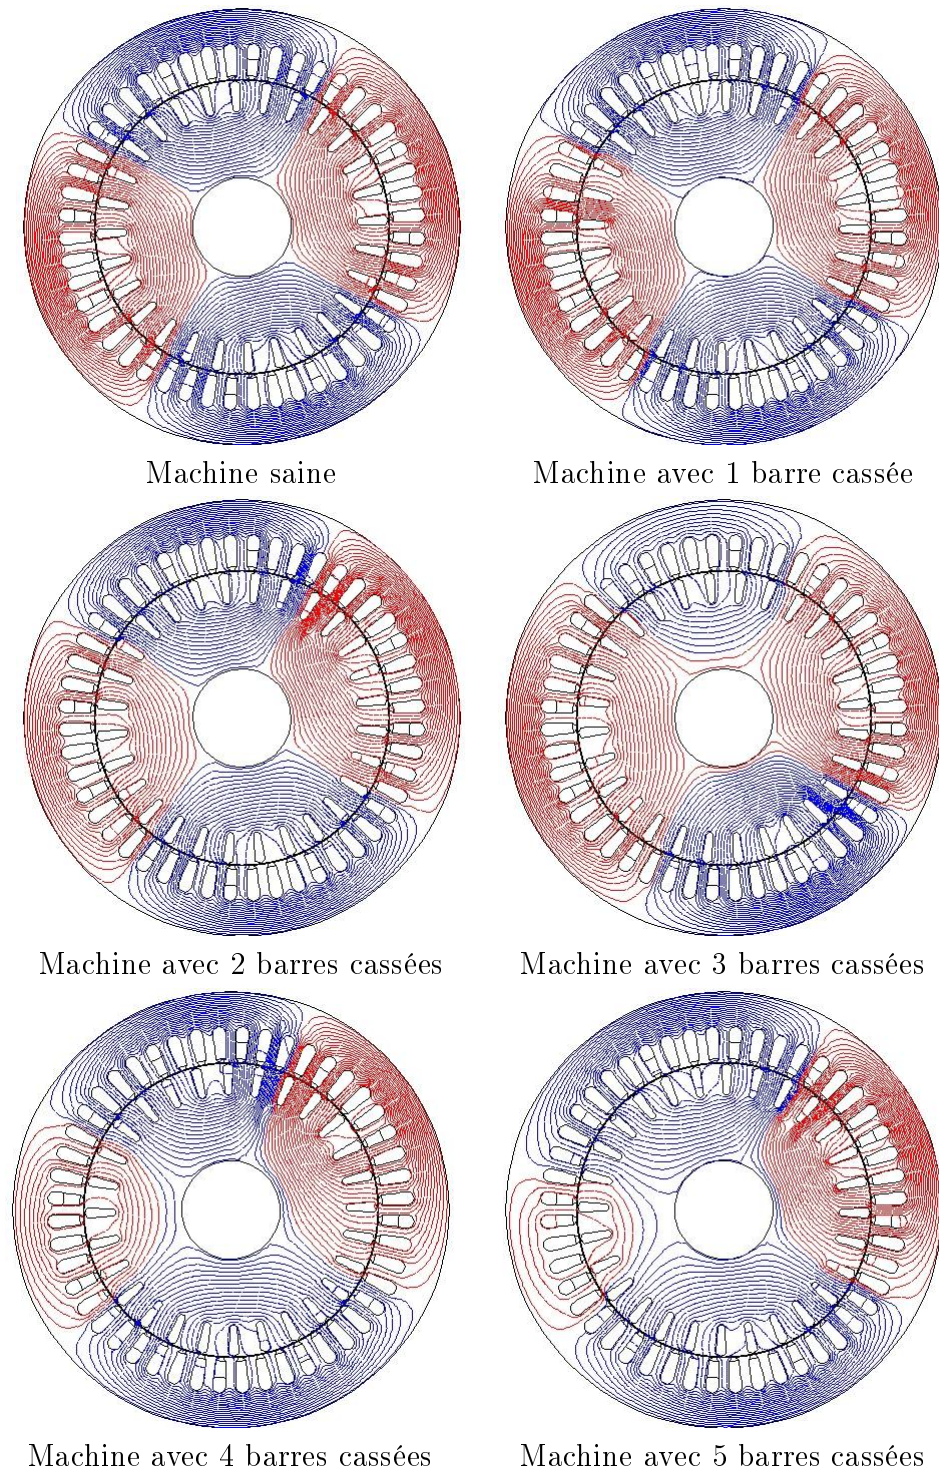 Machine saine
Machine avec 1 barre cassée
Machine avec 2 barres cassées
Machine avec 3 barres cassées
Machine avec 4 barres cassées
Machine avec 5 barres cassées